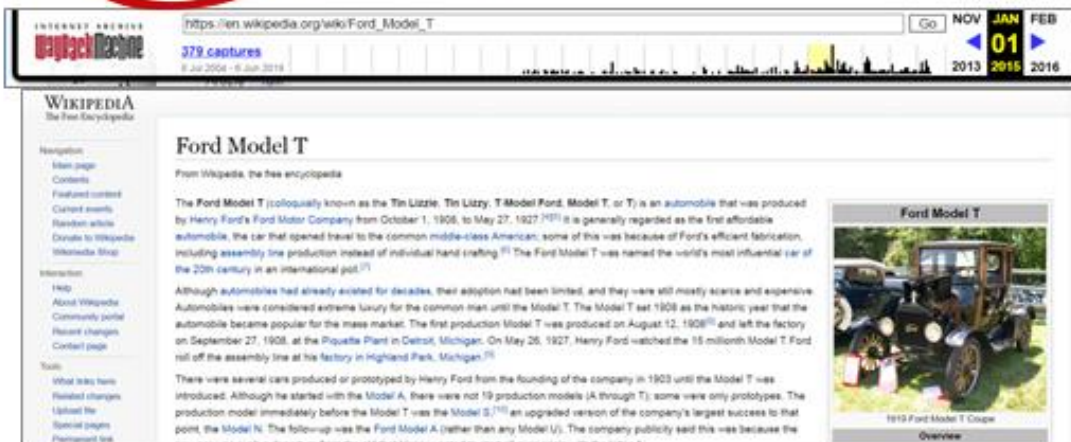 INTERNET ARCHIVE
WaybackMachine
https://en.wikipedia.org/wiki/Ford_Model_T
Go
NOV JAN FEB
379 captures
01
2013 2015 2016
WIKIPEDIA
The Free Encyclopedia
Navigation
Main page
Contents
Featured content
Current events
Random article
Donate to Wikipedia
Wikimedia Shop
Interaction
Help
About Wikipedia
Community portal
Recent changes
Contact page
Tools
What links here
Related changes
Upload file
Special pages
Permanent link
Ford Model T
From Wikipedia, the free encyclopedia
The Ford Model T (colloquially known as the Tin Lizzie, Tin Lizzy, T-Model Ford, Model T, or T) is an automobile that was produced
by Henry Ford's Ford Motor Company from October 1, 1908, to May 27, 1927. It is generally regarded as the first affordable
automobile, the car that opened travel to the common middle-class American; some of this was because of Ford's efficient fabrication,
including assembly line production instead of individual hand crafting. The Ford Model T was named the world's most influential car of
the 20th century in an international poll.[7]
Although automobiles had already existed for decades, their adoption had been limited, and they were still mostly scarce and expensive.
Automobiles were considered extreme luxury for the common man until the Model T. The Model T set 1908 as the historic year that the
automobile became popular for the mass market. The first production Model T was produced on August 12, 1908 and left the factory
on September 27, 1908, at the Piquette Plant in Detroit, Michigan. On May 26, 1927, Henry Ford watched the 15 millionth Model T Ford
roll off the assembly line at his factory in Highland Park, Michigan.[9]
There were several cars produced or prototyped by Henry Ford from the founding of the company in 1903 until the Model T was
introduced. Although he started with the Model A, there were not 19 production models (A through T); some were only prototypes. The
production model immediately before the Model T was the Model S,[10] an upgraded version of the company's largest success to that
point, the Model N. The follow-up was the Ford Model A (rather than any Model U). The company publicity said this was because the
Ford Model T
1919 Ford Model T Coupe
Overview